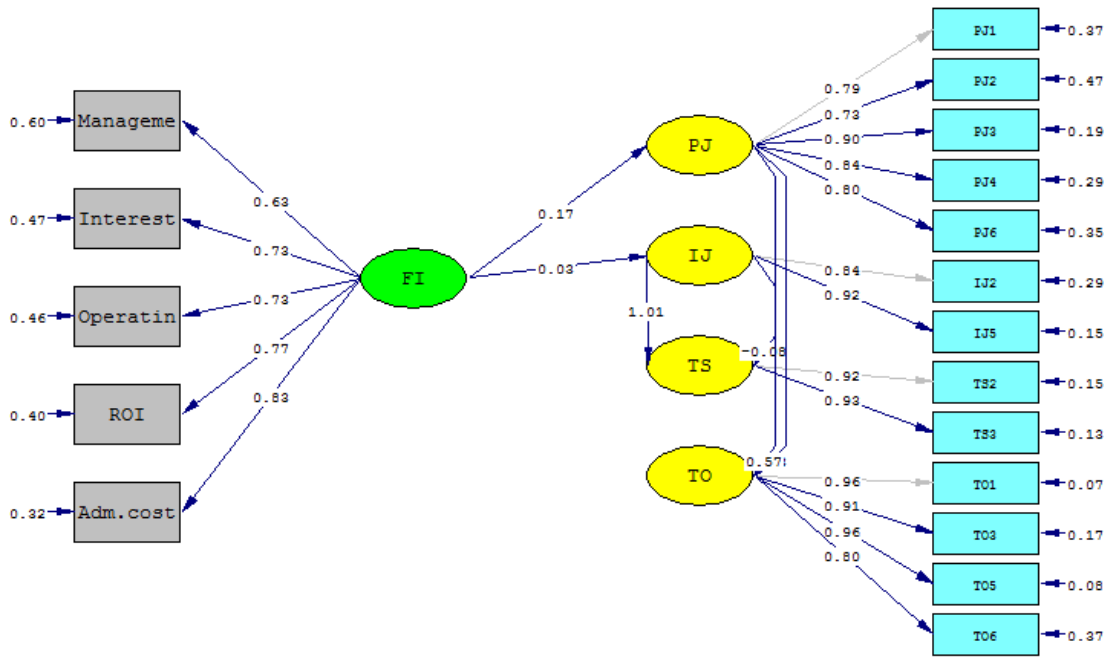 0.60 Manageme
0.47 Interest
0.46 Operatin
0.40 ROI
0.32 Adm.cost
0.63
0.73
0.73
0.77
0.83
FI
0.17
0.03
PJ
IJ
1.01
TS
-0.08
TO
0.57
0.79
0.73
0.90
0.84
0.80
0.84
0.92
0.92
0.93
0.96
0.91
0.96
0.80
PJ1 0.37
PJ2 0.47
PJ3 0.19
PJ4 0.29
PJ6 0.35
IJ2 0.29
IJ5 0.15
TS2 0.15
TS3 0.13
TO1 0.07
TO3 0.17
TO5 0.08
TO6 0.37